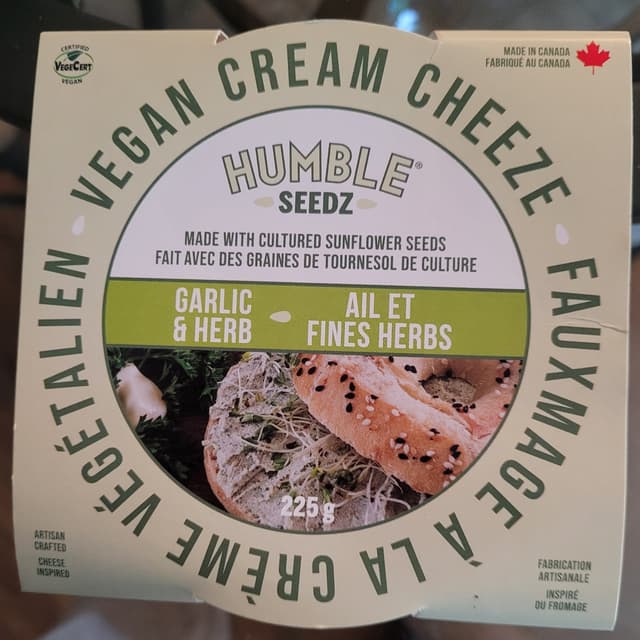 CERTIFIED
VEGECERT
VEGAN
MADE IN CANADA
FABRIQUÉ AU CANADA
VEGAN CREAM CHEEZE
FAUXMAGE À LA CRÈME VÉGÉTALIEN
HUMBLE®
SEEDZ
MADE WITH CULTURED SUNFLOWER SEEDS
FAIT AVEC DES GRAINES DE TOURNESOL DE CULTURE
GARLIC
& HERB
AIL ET
FINES HERBS
225g
ARTISAN
CRAFTED
CHEESE
INSPIRED
FABRICATION
ARTISANALE
INSPIRÉ
DU FROMAGE